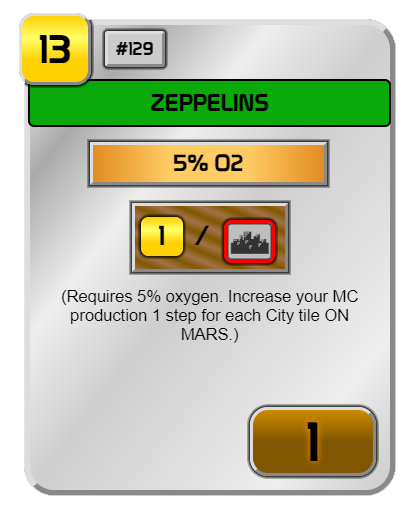 13
#129
ZEPPELINS
5% O2
1 /
(Requires 5% oxygen. Increase your MC
production 1 step for each City tile ON
MARS.)
1